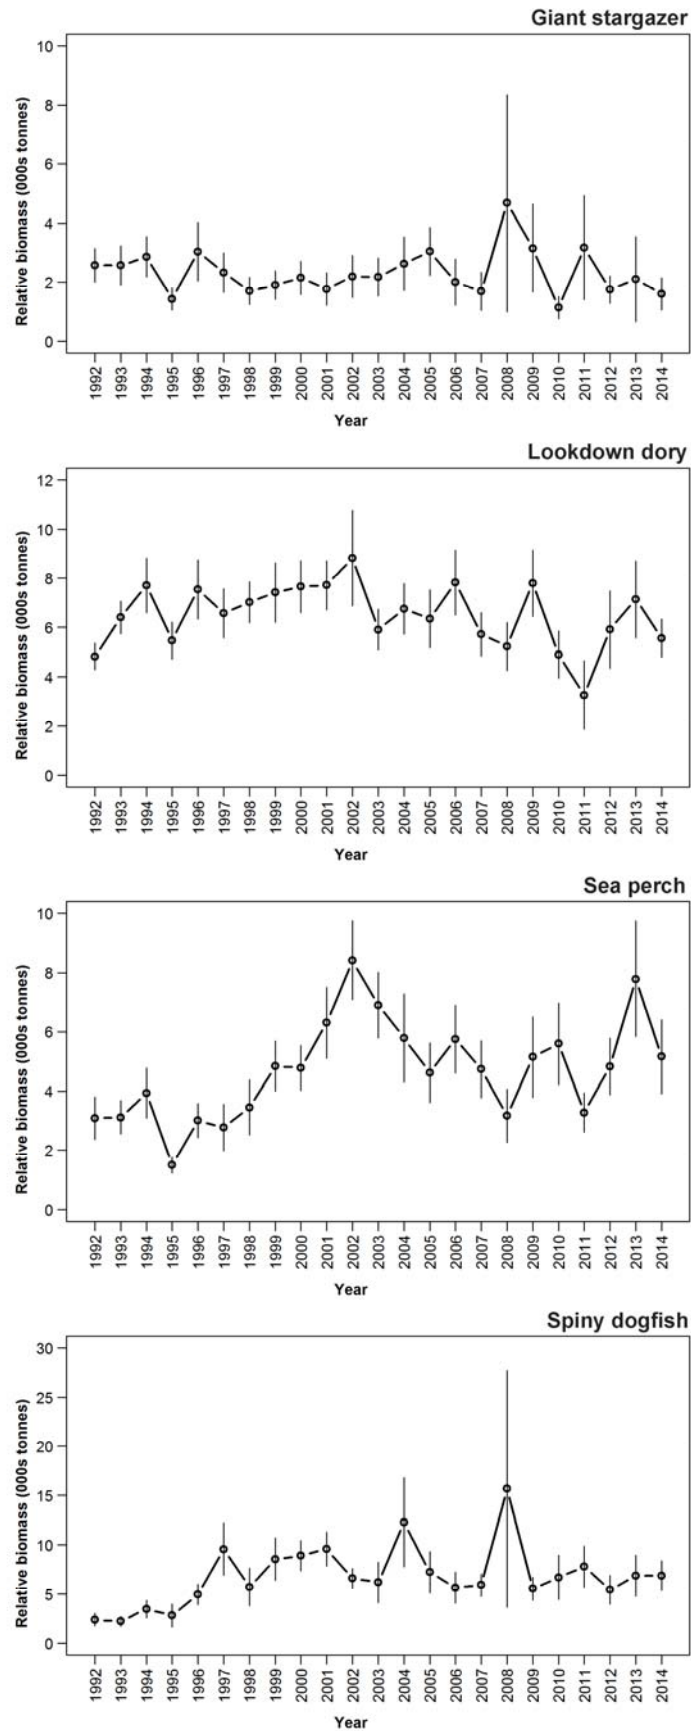 Giant stargazer
Relative biomass (000s tonnes)
10
8
6
4
2
0
1992 1993 1994 1995 1996 1997 1998 1999 2000 2001 2002 2003 2004 2005 2006 2007 2008 2009 2010 2011 2012 2013 2014
Year
Lookdown dory
Relative biomass (000s tonnes)
12
10
8
6
4
2
0
1992 1993 1994 1995 1996 1997 1998 1999 2000 2001 2002 2003 2004 2005 2006 2007 2008 2009 2010 2011 2012 2013 2014
Year
Sea perch
Relative biomass (000s tonnes)
10
8
6
4
2
0
1992 1993 1994 1995 1996 1997 1998 1999 2000 2001 2002 2003 2004 2005 2006 2007 2008 2009 2010 2011 2012 2013 2014
Year
Spiny dogfish
Relative biomass (000s tonnes)
30
25
20
15
10
5
0
1992 1993 1994 1995 1996 1997 1998 1999 2000 2001 2002 2003 2004 2005 2006 2007 2008 2009 2010 2011 2012 2013 2014
Year